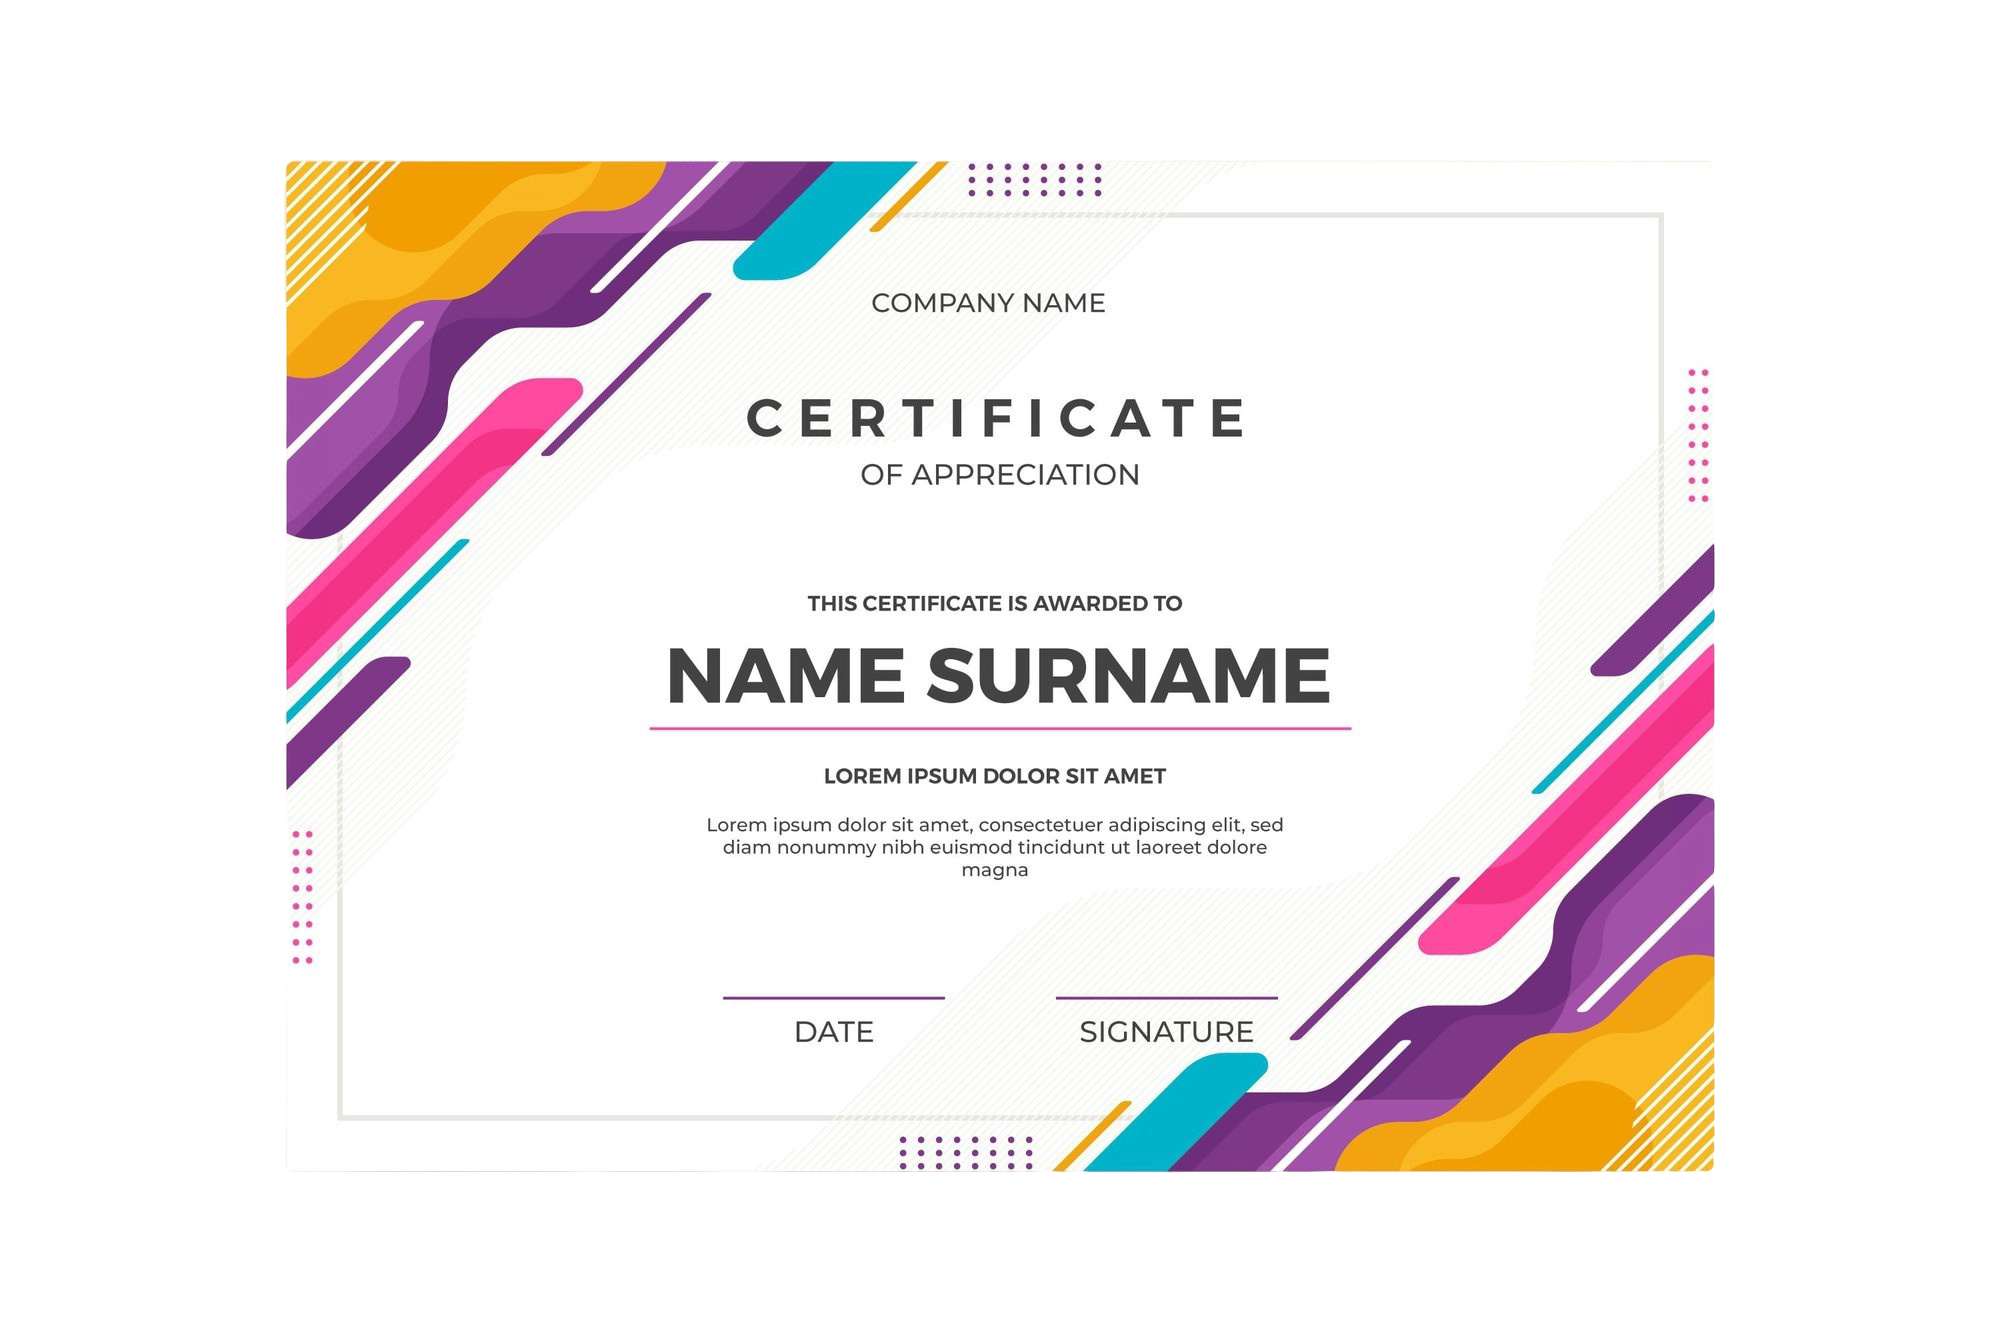 COMPANY NAME
CERTIFICATE
OF APPRECIATION
THIS CERTIFICATE IS AWARDED TO
NAME SURNAME
LOREM IPSUM DOLOR SIT AMET
Lorem ipsum dolor sit amet, consectetuer adipiscing elit, sed
diam nonummy nibh euismod tincidunt ut laoreet dolore
magna
DATE
SIGNATURE